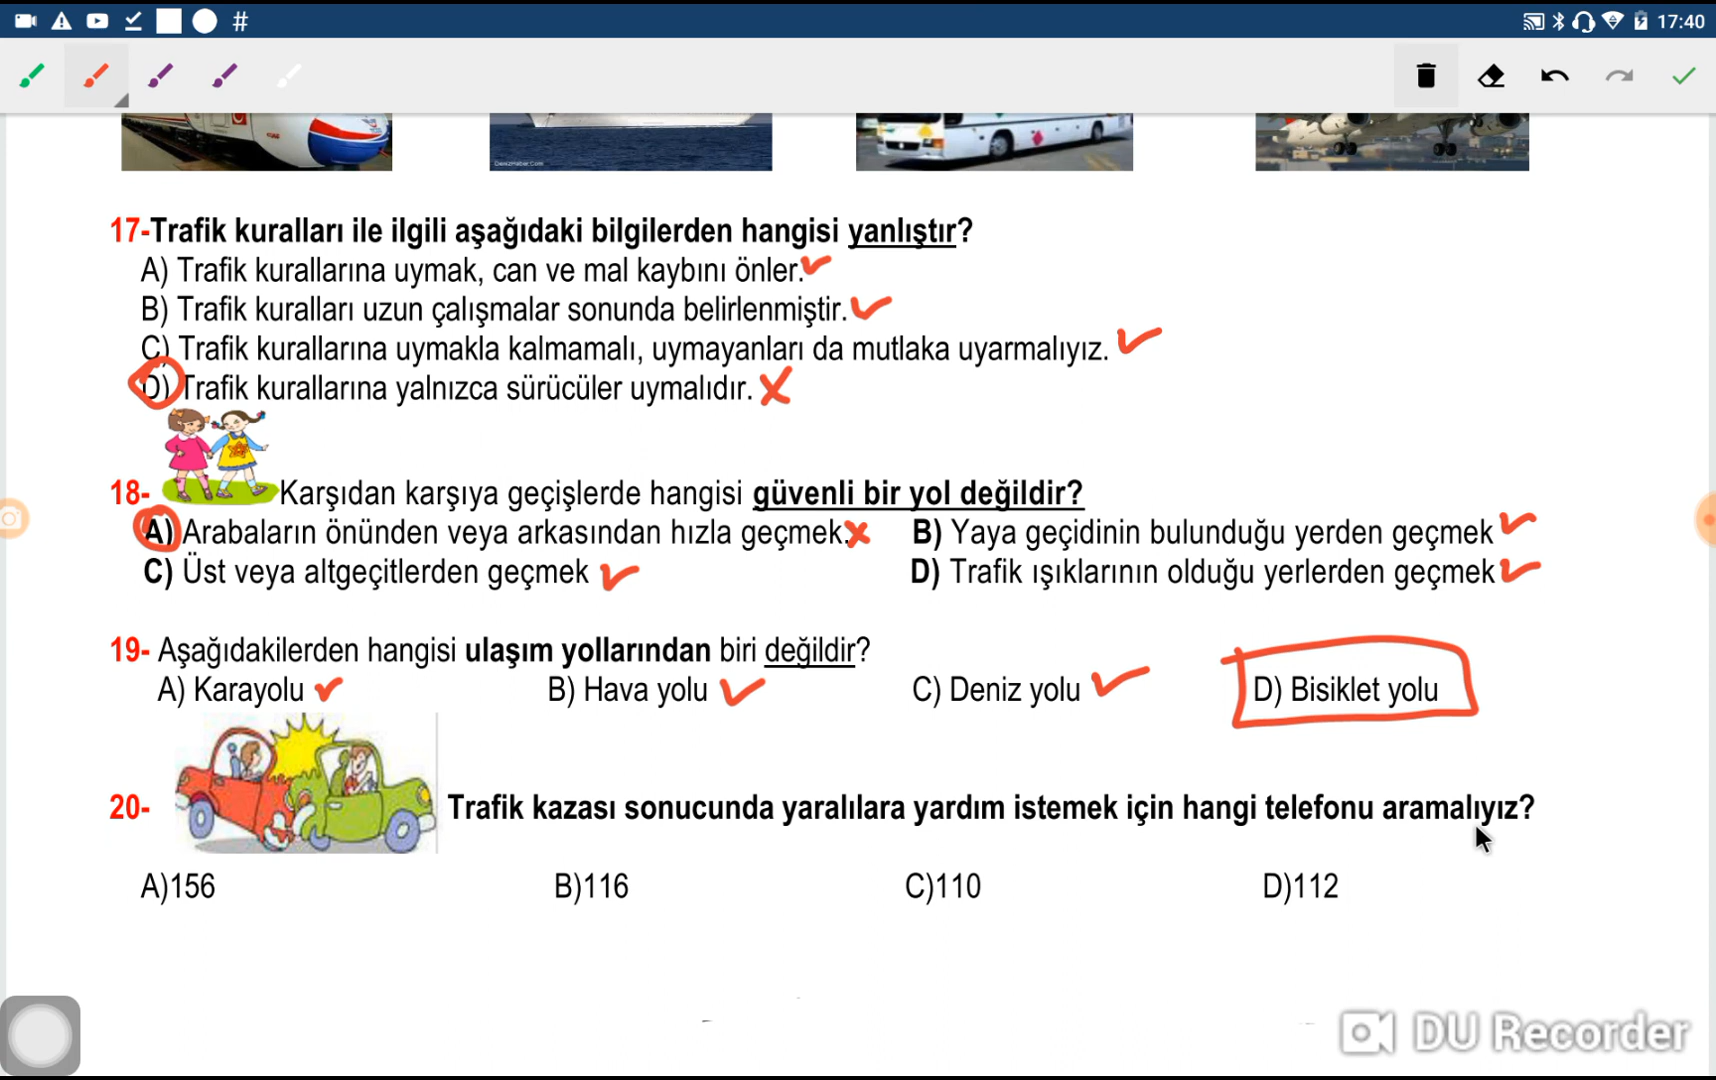 #
17:40
DenizHaber.Com
17-Trafik kuralları ile ilgili aşağıdaki bilgilerden hangisi yanlıştır?
A) Trafik kurallarına uymak, can ve mal kaybını önler.
B) Trafik kuralları uzun çalışmalar sonunda belirlenmiştir.
C) Trafik kurallarına uymakla kalmamalı, uymayanları da mutlaka uyarmalıyız.
D) Trafik kurallarına yalnızca sürücüler uymalıdır.
18- Karşıdan karşıya geçişlerde hangisi güvenli bir yol değildir?
A) Arabaların önünden veya arkasından hızla geçmek. B) Yaya geçidinin bulunduğu yerden geçmek
C) Üst veya altgeçitlerden geçmek D) Trafik ışıklarının olduğu yerlerden geçmek
19- Aşağıdakilerden hangisi ulaşım yollarından biri değildir?
A) Karayolu B) Hava yolu C) Deniz yolu D) Bisiklet yolu
20- Trafik kazası sonucunda yaralılara yardım istemek için hangi telefonu aramalıyız?
A)156 B)116 C)110 D)112
DU Recorder